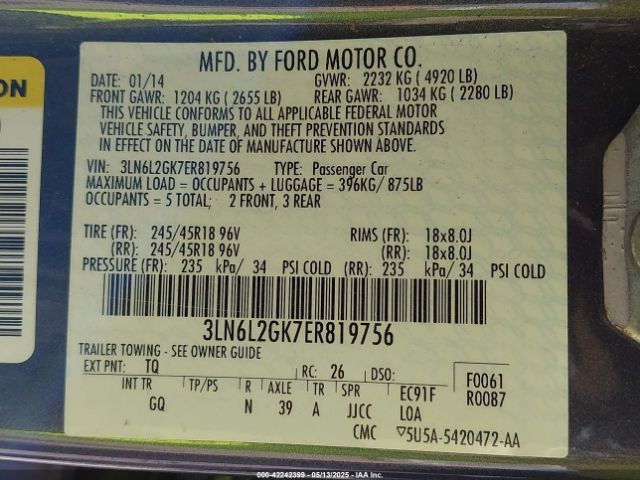 ON
MFD. BY FORD MOTOR CO.
DATE: 01/14 GVWR: 2232 KG ( 4920 LB)
FRONT GAWR: 1204 KG ( 2655 LB) REAR GAWR: 1034 KG ( 2280 LB)
THIS VEHICLE CONFORMS TO ALL APPLICABLE FEDERAL MOTOR
VEHICLE SAFETY, BUMPER, AND THEFT PREVENTION STANDARDS
IN EFFECT ON THE DATE OF MANUFACTURE SHOWN ABOVE.
VIN: 3LN6L2GK7ER819756 TYPE: Passenger Car
MAXIMUM LOAD = OCCUPANTS + LUGGAGE = 396KG/ 875LB
OCCUPANTS = 5 TOTAL; 2 FRONT, 3 REAR
TIRE (FR): 245/45R18 96V RIMS (FR): 18x8.0J
(RR): 245/45R18 96V (RR): 18x8.0J
PRESSURE (FR): 235 kPa/ 34 PSI COLD (RR): 235 kPa/ 34 PSI COLD
3LN6L2GK7ER819756
TRAILER TOWING - SEE OWNER GUIDE
EXT PNT: TQ RC: 26 DSO: F0061
INT TR TP/PS R AXLE TR SPR EC91F R0087
GQ N 39 A JJCC LOA
CMC ▽5U5A-5420472-AA
000-42242399 - 05/13/2025 - IAA Inc.